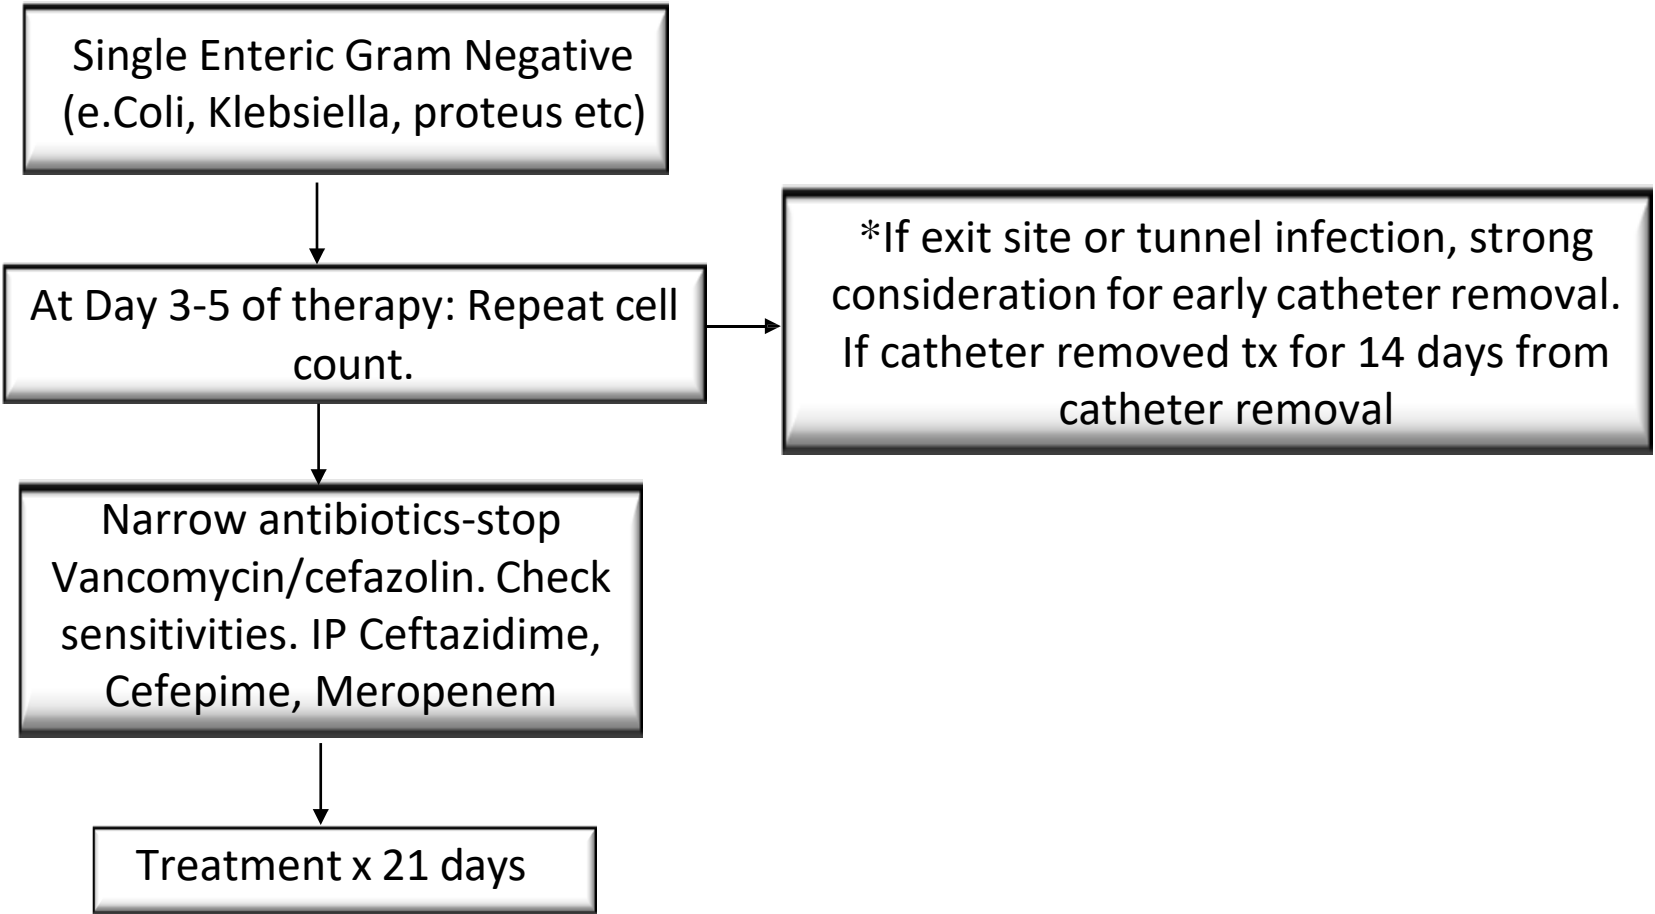 Single Enteric Gram Negative
(e.Coli, Klebsiella, proteus etc)
At Day 3-5 of therapy: Repeat cell
count.
*If exit site or tunnel infection, strong
consideration for early catheter removal.
If catheter removed tx for 14 days from
catheter removal
Narrow antibiotics-stop
Vancomycin/cefazolin. Check
sensitivities. IP Ceftazidime,
Cefepime, Meropenem
Treatment x 21 days